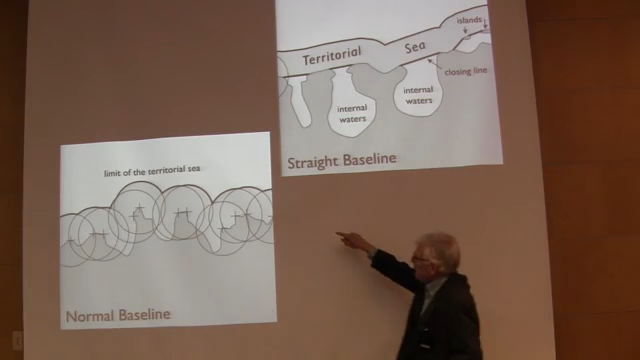 islands
Territorial Sea
closing line
internal
waters
internal
waters
Straight Baseline
limit of the territorial sea
Normal Baseline